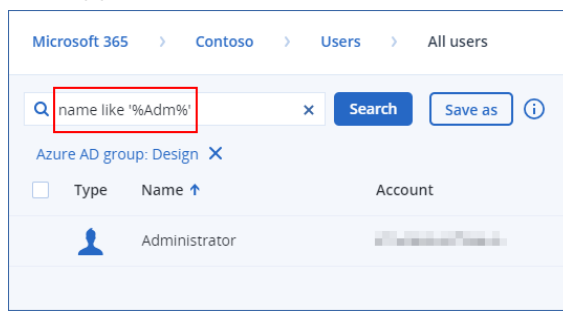 Microsoft 365 > Contoso > Users > All users
name like '%Adm%' × Search Save as i
Azure AD group: Design ×
Type Name ↑ Account
Administrator